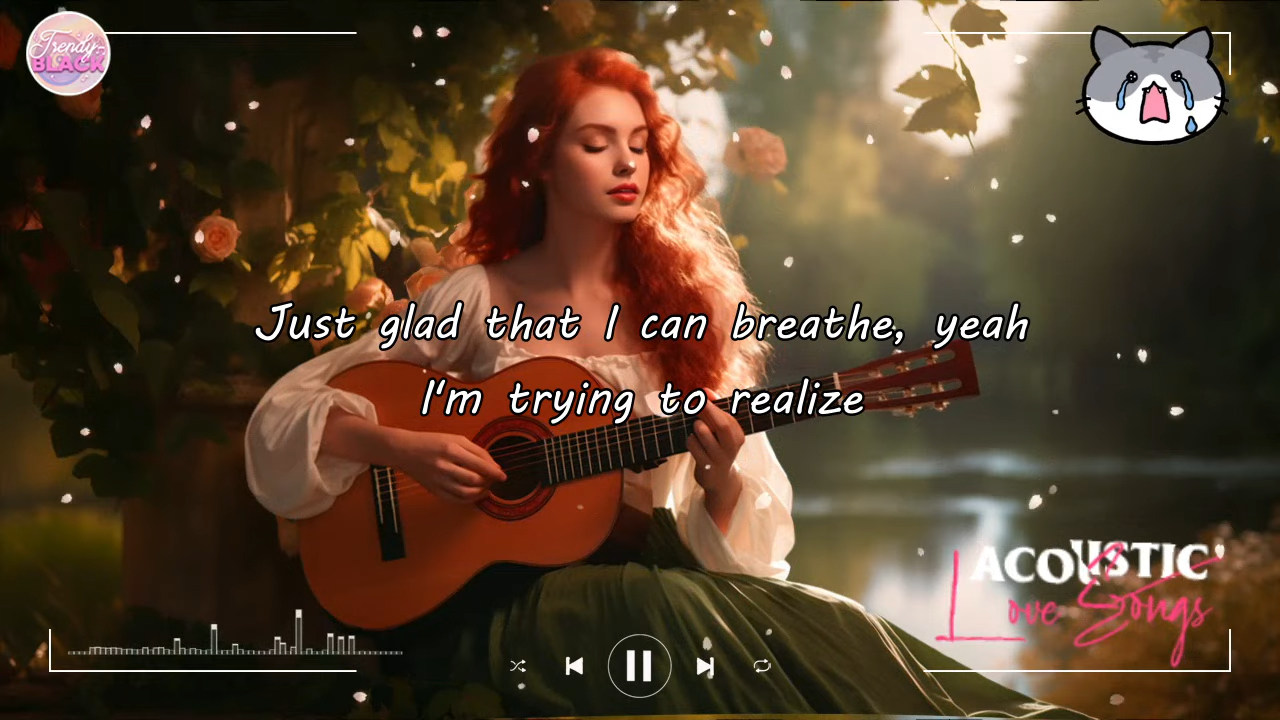 Trendy
BLACK
Just glad that I can breathe, yeah
I'm trying to realize
ACOUSTIC
Love Songs